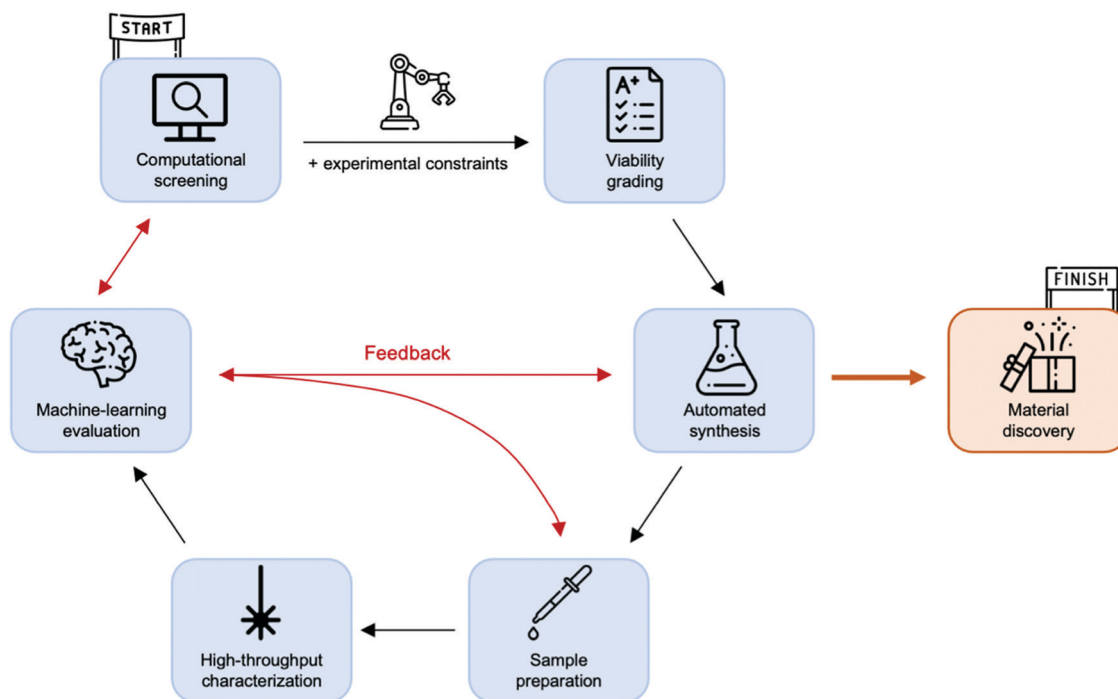 START
Computational
screening
+ experimental constraints
A+
Viability
grading
FINISH
Machine-learning
evaluation
Feedback
Automated
synthesis
Material
discovery
High-throughput
characterization
Sample
preparation